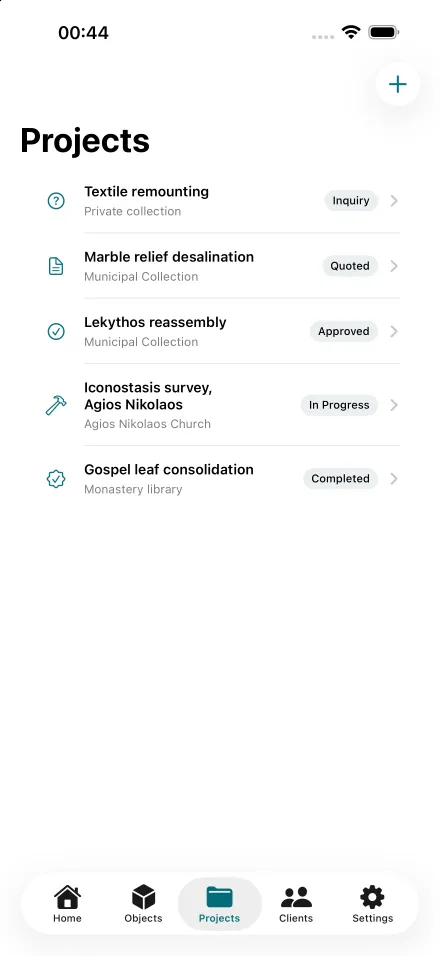 00:44
Projects
Textile remounting
Private collection
Inquiry
Marble relief desalination
Municipal Collection
Quoted
Lekythos reassembly
Municipal Collection
Approved
Iconostasis survey,
Agios Nikolaos
Agios Nikolaos Church
In Progress
Gospel leaf consolidation
Monastery library
Completed
Home
Objects
Projects
Clients
Settings